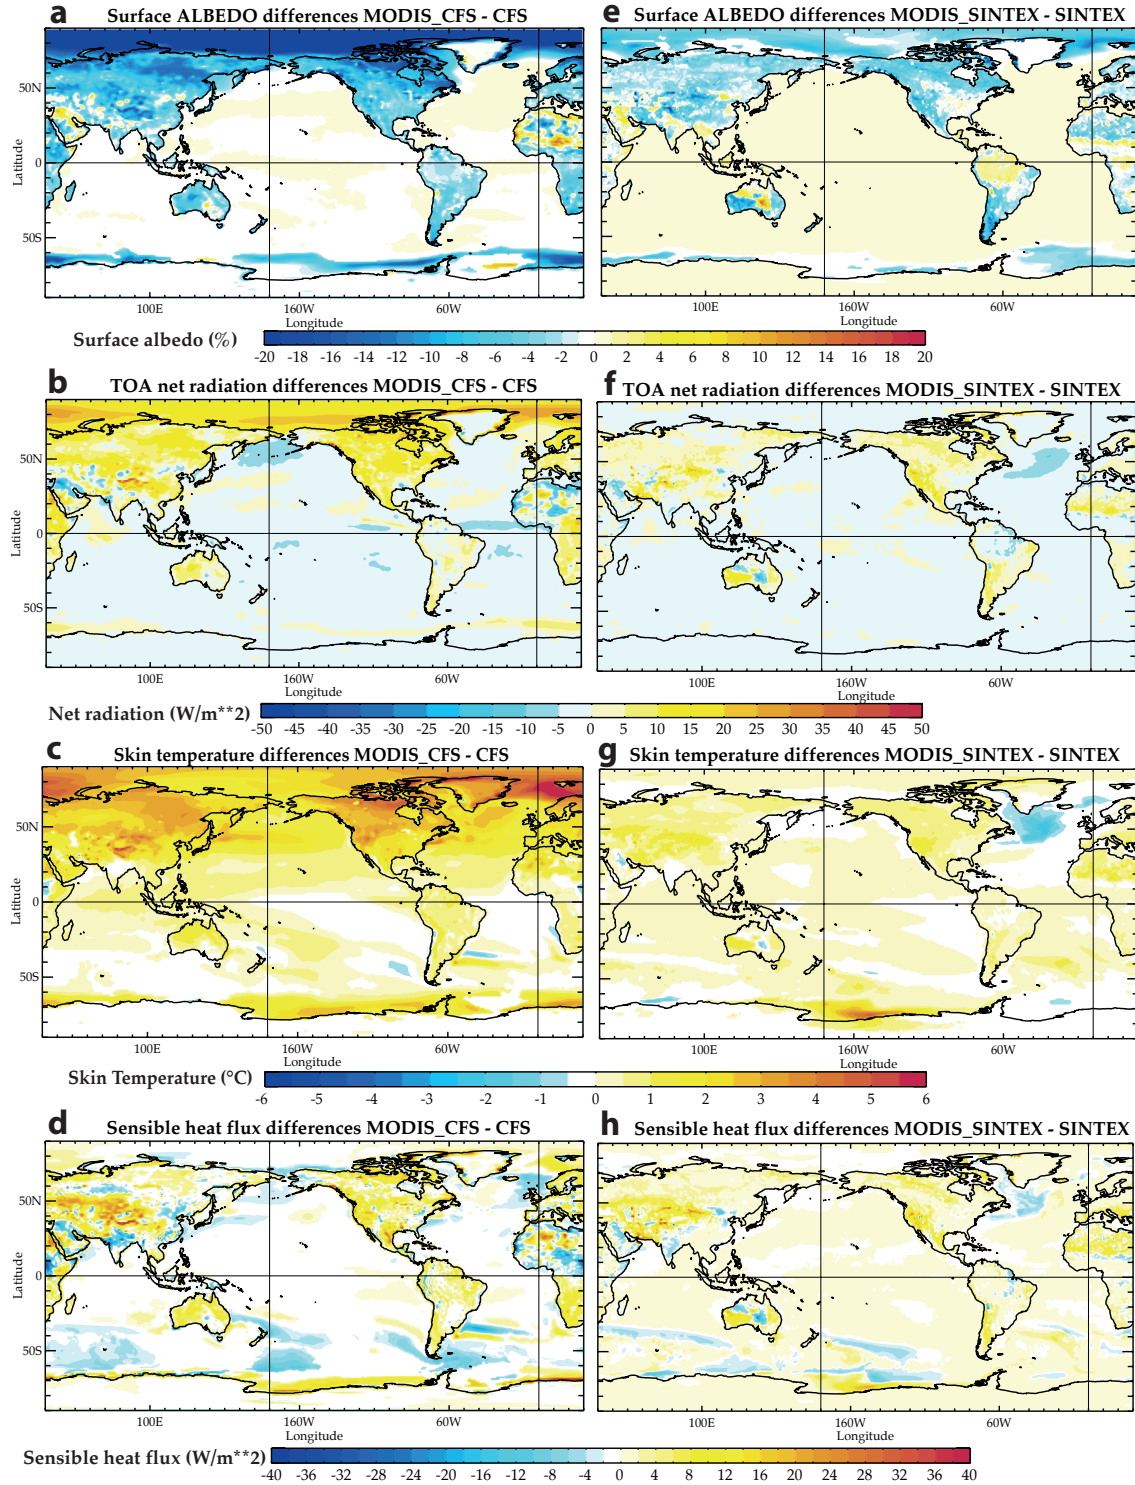 a Surface ALBEDO differences MODIS_CFS - CFS
e Surface ALBEDO differences MODIS_SINTEX - SINTEX
50N
0
50S
Latitude
100E 160W 60W
Longitude
100E 160W 60W
Longitude
Surface albedo (%)
-20 -18 -16 -14 -12 -10 -8 -6 -4 -2 0 2 4 6 8 10 12 14 16 18 20
b TOA net radiation differences MODIS_CFS - CFS
f TOA net radiation differences MODIS_SINTEX - SINTEX
50N
0
50S
Latitude
100E 160W 60W
Longitude
100E 160W 60W
Longitude
Net radiation (W/m**2)
-50 -45 -40 -35 -30 -25 -20 -15 -10 -5 0 5 10 15 20 25 30 35 40 45 50
c Skin temperature differences MODIS_CFS - CFS
g Skin temperature differences MODIS_SINTEX - SINTEX
50N
0
50S
Latitude
100E 160W 60W
Longitude
100E 160W 60W
Longitude
Skin Temperature (°C)
-6 -5 -4 -3 -2 -1 0 1 2 3 4 5 6
d Sensible heat flux differences MODIS_CFS - CFS
h Sensible heat flux differences MODIS_SINTEX - SINTEX
50N
0
50S
Latitude
100E 160W 60W
Longitude
100E 160W 60W
Longitude
Sensible heat flux (W/m**2)
-40 -36 -32 -28 -24 -20 -16 -12 -8 -4 0 4 8 12 16 20 24 28 32 36 40